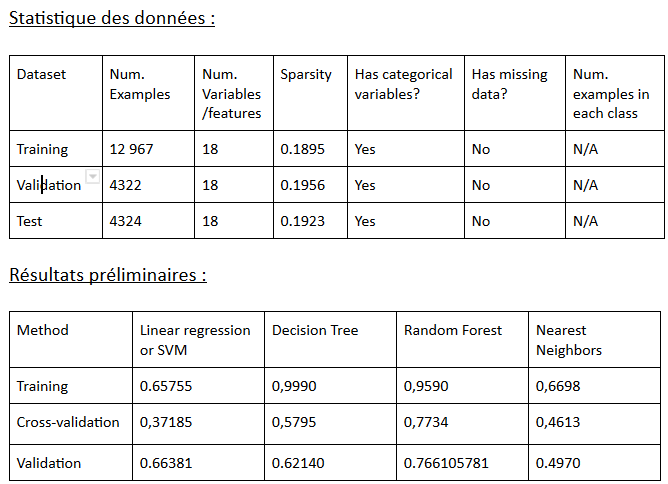 Statistique des données :
Dataset Num. Examples Num. Variables /features Sparsity Has categorical variables? Has missing data? Num. examples in each class
Training 12 967 18 0.1895 Yes No N/A
Validation 4322 18 0.1956 Yes No N/A
Test 4324 18 0.1923 Yes No N/A
Résultats préliminaires :
Method Linear regression or SVM Decision Tree Random Forest Nearest Neighbors
Training 0.65755 0,9990 0,9590 0,6698
Cross-validation 0,37185 0,5795 0,7734 0,4613
Validation 0.66381 0.62140 0.766105781 0.4970